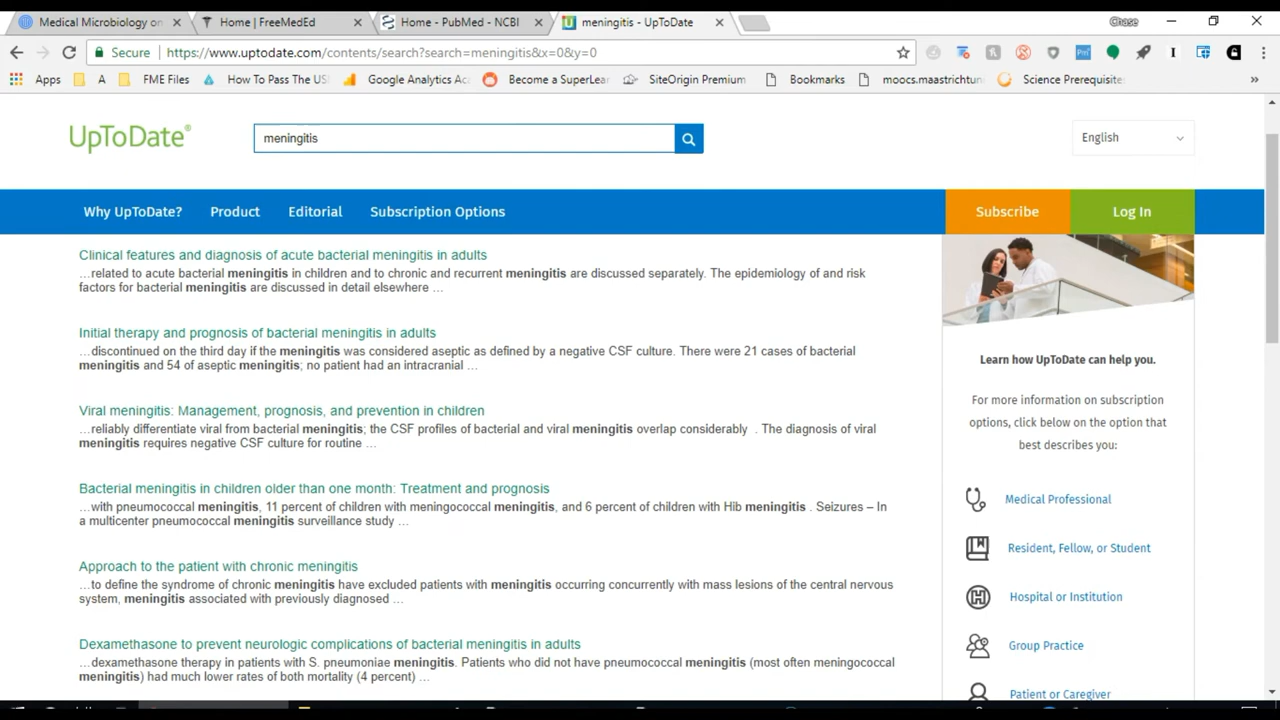 Medical Microbiology on
Home | FreeMedEd
Home - PubMed - NCBI
meningitis - UpToDate
Chase
Secure
https://www.uptodate.com/contents/search?search=meningitis&x=0&y=0
Apps
A
FME Files
How To Pass The US
Google Analytics Ac
Become a SuperLear
SiteOrigin Premium
Bookmarks
moocs.maastrichtun
Science Prerequisite
»
UpToDate®
meningitis
English
Why UpToDate?
Product
Editorial
Subscription Options
Subscribe
Log In
Clinical features and diagnosis of acute bacterial meningitis in adults
…related to acute bacterial meningitis in children and to chronic and recurrent meningitis are discussed separately. The epidemiology of and risk
factors for bacterial meningitis are discussed in detail elsewhere …
Initial therapy and prognosis of bacterial meningitis in adults
…discontinued on the third day if the meningitis was considered aseptic as defined by a negative CSF culture. There were 21 cases of bacterial
meningitis and 54 of aseptic meningitis; no patient had an intracranial …
Viral meningitis: Management, prognosis, and prevention in children
…reliably differentiate viral from bacterial meningitis; the CSF profiles of bacterial and viral meningitis overlap considerably . The diagnosis of viral
meningitis requires negative CSF culture for routine …
Bacterial meningitis in children older than one month: Treatment and prognosis
…with pneumococcal meningitis, 11 percent of children with meningococcal meningitis, and 6 percent of children with Hib meningitis . Seizures – In
a multicenter pneumococcal meningitis surveillance study …
Approach to the patient with chronic meningitis
…to define the syndrome of chronic meningitis have excluded patients with meningitis occurring concurrently with mass lesions of the central nervous
system, meningitis associated with previously diagnosed …
Dexamethasone to prevent neurologic complications of bacterial meningitis in adults
…dexamethasone therapy in patients with S. pneumoniae meningitis. Patients who did not have pneumococcal meningitis (most often meningococcal
meningitis) had much lower rates of both mortality (4 percent) …
Learn how UpToDate can help you.
For more information on subscription
options, click below on the option that
best describes you:
Medical Professional
Resident, Fellow, or Student
Hospital or Institution
Group Practice
Patient or Caregiver